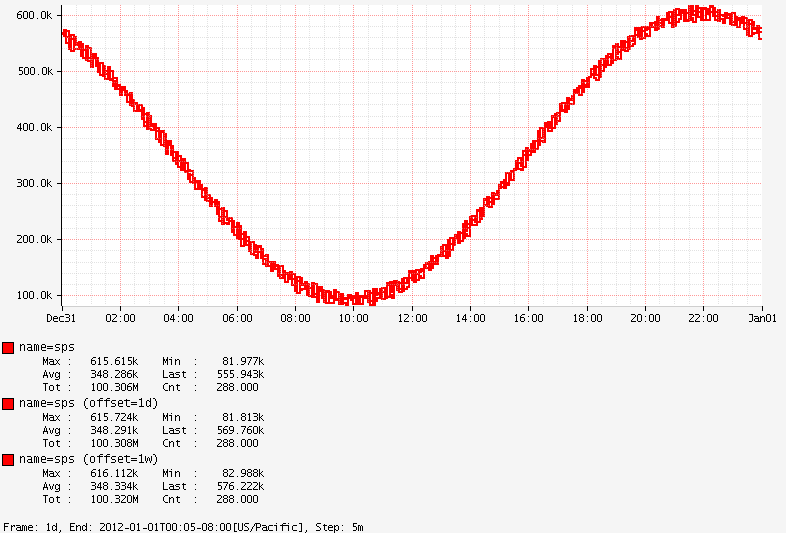 600.0k
500.0k
400.0k
300.0k
200.0k
100.0k
Dec31 02:00 04:00 06:00 08:00 10:00 12:00 14:00 16:00 18:00 20:00 22:00 Jan01
name=sps
Max : 615.615k Min : 81.977k
Avg : 348.286k Last : 555.943k
Tot : 100.306M Cnt : 288.000
name=sps (offset=1d)
Max : 615.724k Min : 81.813k
Avg : 348.291k Last : 569.760k
Tot : 100.308M Cnt : 288.000
name=sps (offset=1w)
Max : 616.112k Min : 82.988k
Avg : 348.334k Last : 576.222k
Tot : 100.320M Cnt : 288.000
Frame: 1d, End: 2012-01-01T00:05-08:00[US/Pacific], Step: 5m